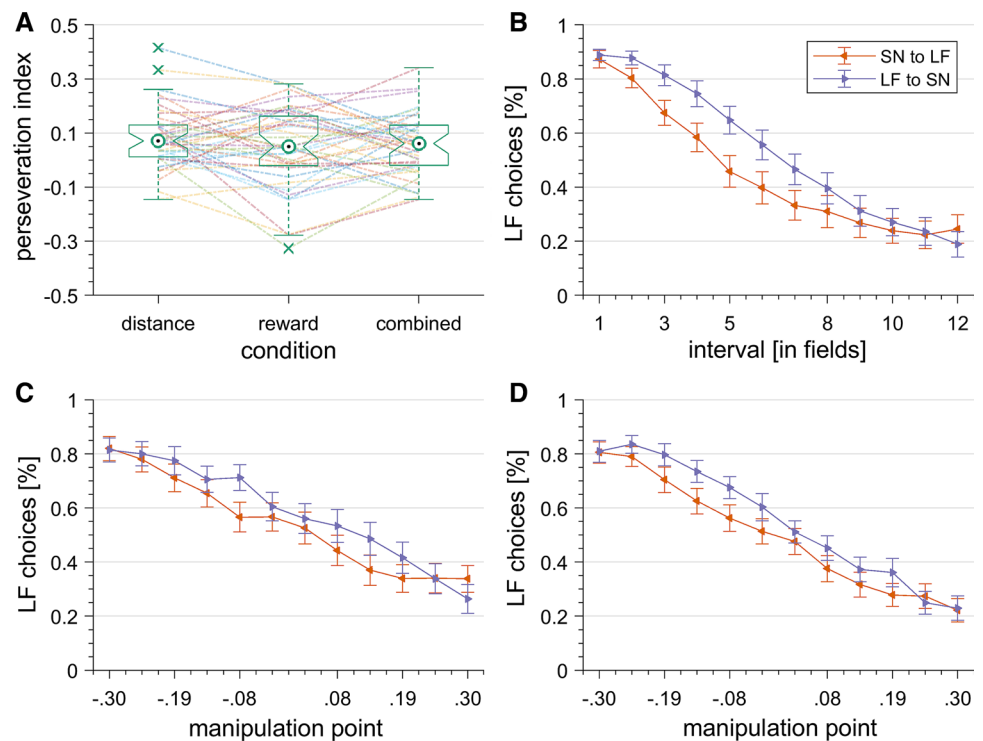 A
perseveration index
0.5
0.3
0.1
-0.1
-0.3
-0.5
distance
reward
combined
condition
B
LF choices [%]
1
0.8
0.6
0.4
0.2
0
SN to LF
LF to SN
1
3
5
8
10
12
interval [in fields]
C
LF choices [%]
1
0.8
0.6
0.4
0.2
0
-.30
-.19
-.08
.08
.19
.30
manipulation point
D
LF choices [%]
1
0.8
0.6
0.4
0.2
0
-.30
-.19
-.08
.08
.19
.30
manipulation point